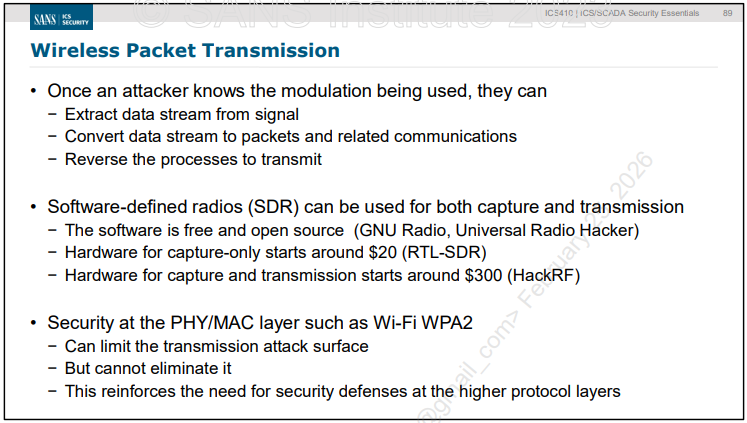 © SANS Institute 2026
SANS ICS SECURITY
ICS410 | ICS/SCADA Security Essentials 89
Wireless Packet Transmission
• Once an attacker knows the modulation being used, they can
− Extract data stream from signal
− Convert data stream to packets and related communications
− Reverse the processes to transmit
• Software-defined radios (SDR) can be used for both capture and transmission
− The software is free and open source (GNU Radio, Universal Radio Hacker)
− Hardware for capture-only starts around $20 (RTL-SDR)
− Hardware for capture and transmission starts around $300 (HackRF)
• Security at the PHY/MAC layer such as Wi-Fi WPA2
− Can limit the transmission attack surface
− But cannot eliminate it
− This reinforces the need for security defenses at the higher protocol layers
@gmail_com> February 2026